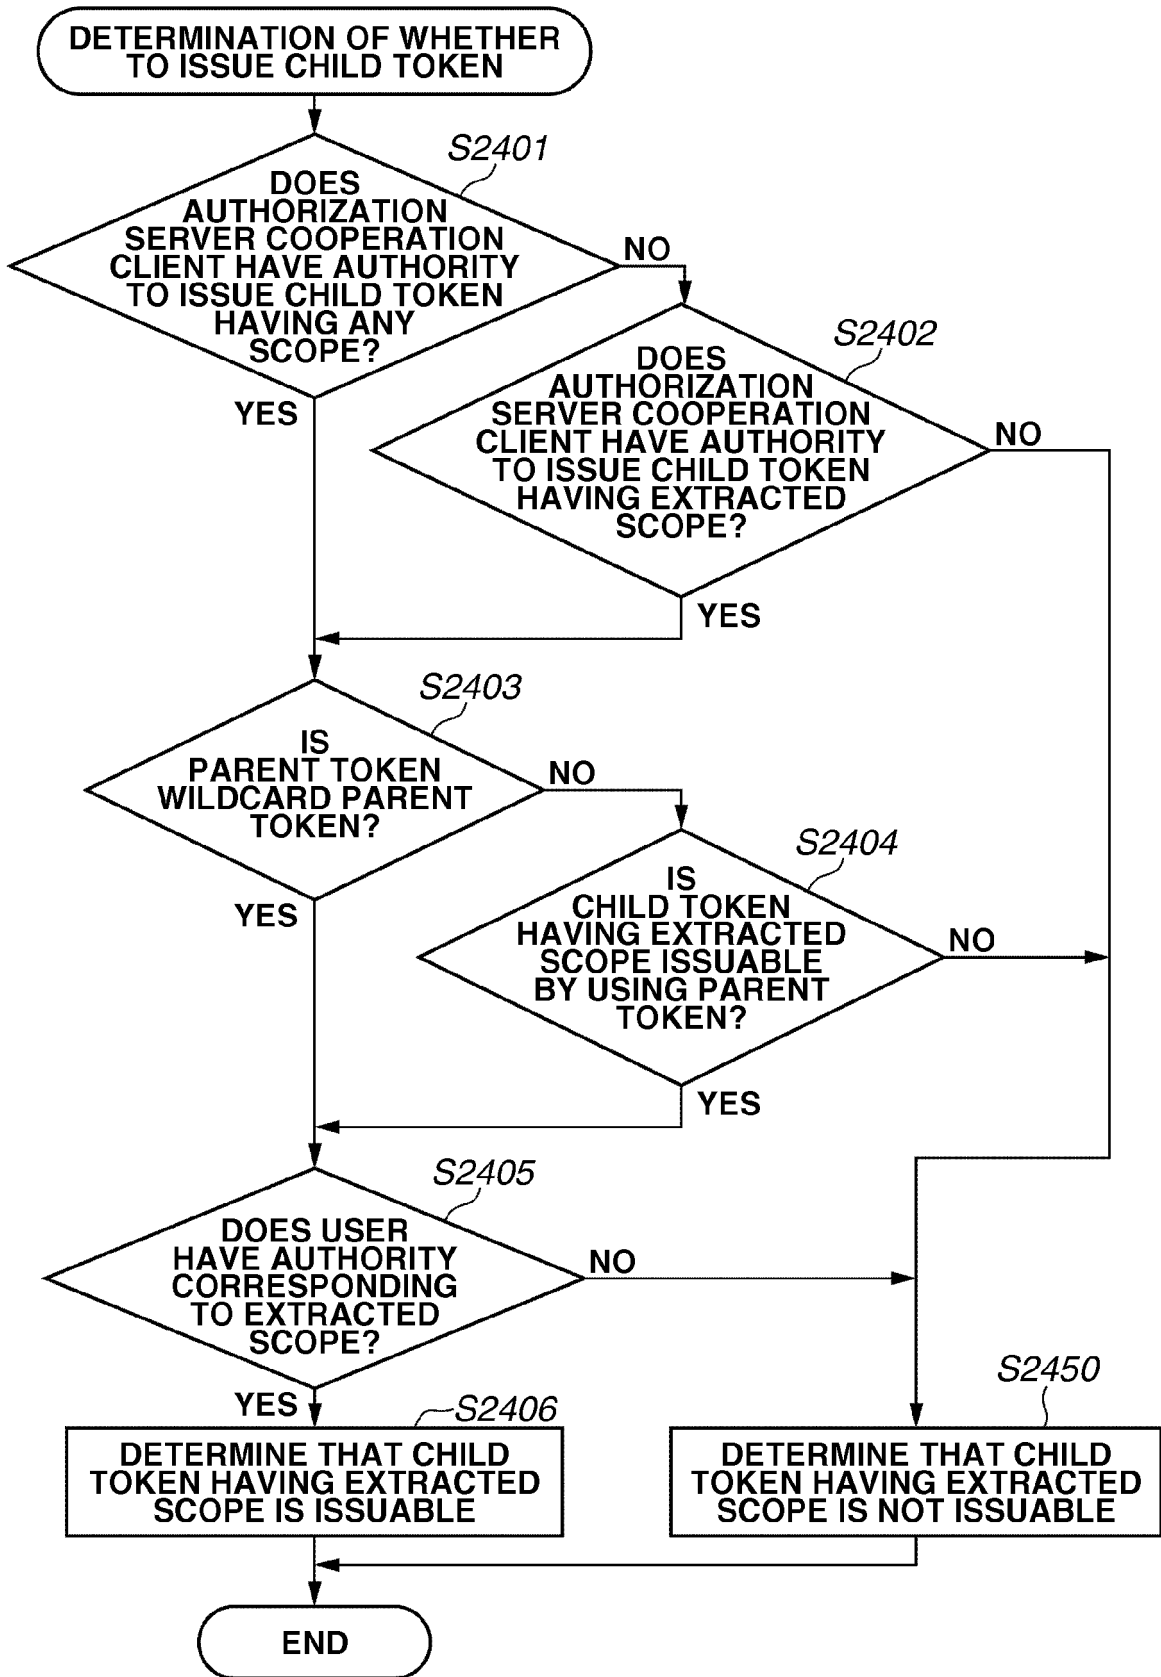 DETERMINATION OF WHETHER
TO ISSUE CHILD TOKEN
S2401
DOES
AUTHORIZATION
SERVER COOPERATION
CLIENT HAVE AUTHORITY
TO ISSUE CHILD TOKEN
HAVING ANY
SCOPE?
NO
YES
S2402
DOES
AUTHORIZATION
SERVER COOPERATION
CLIENT HAVE AUTHORITY
TO ISSUE CHILD TOKEN
HAVING EXTRACTED
SCOPE?
NO
YES
S2403
IS
PARENT TOKEN
WILDCARD PARENT
TOKEN?
NO
YES
S2404
IS
CHILD TOKEN
HAVING EXTRACTED
SCOPE ISSUABLE
BY USING PARENT
TOKEN?
NO
YES
S2405
DOES USER
HAVE AUTHORITY
CORRESPONDING
TO EXTRACTED
SCOPE?
NO
YES
S2406
DETERMINE THAT CHILD
TOKEN HAVING EXTRACTED
SCOPE IS ISSUABLE
S2450
DETERMINE THAT CHILD
TOKEN HAVING EXTRACTED
SCOPE IS NOT ISSUABLE
END